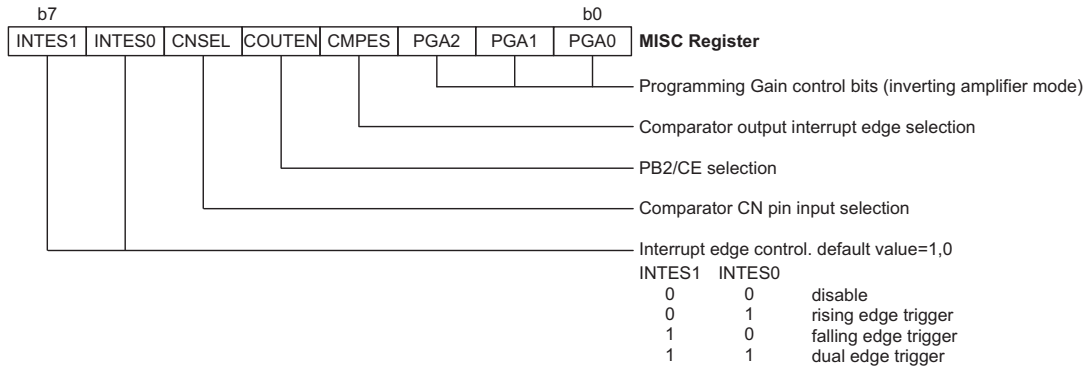 b7 b0
INTES1 INTES0 CNSEL COUTEN CMPES PGA2 PGA1 PGA0 MISC Register
Programming Gain control bits (inverting amplifier mode)
Comparator output interrupt edge selection
PB2/CE selection
Comparator CN pin input selection
Interrupt edge control. default value=1,0
INTES1 INTES0
0 0 disable
0 1 rising edge trigger
1 0 falling edge trigger
1 1 dual edge trigger